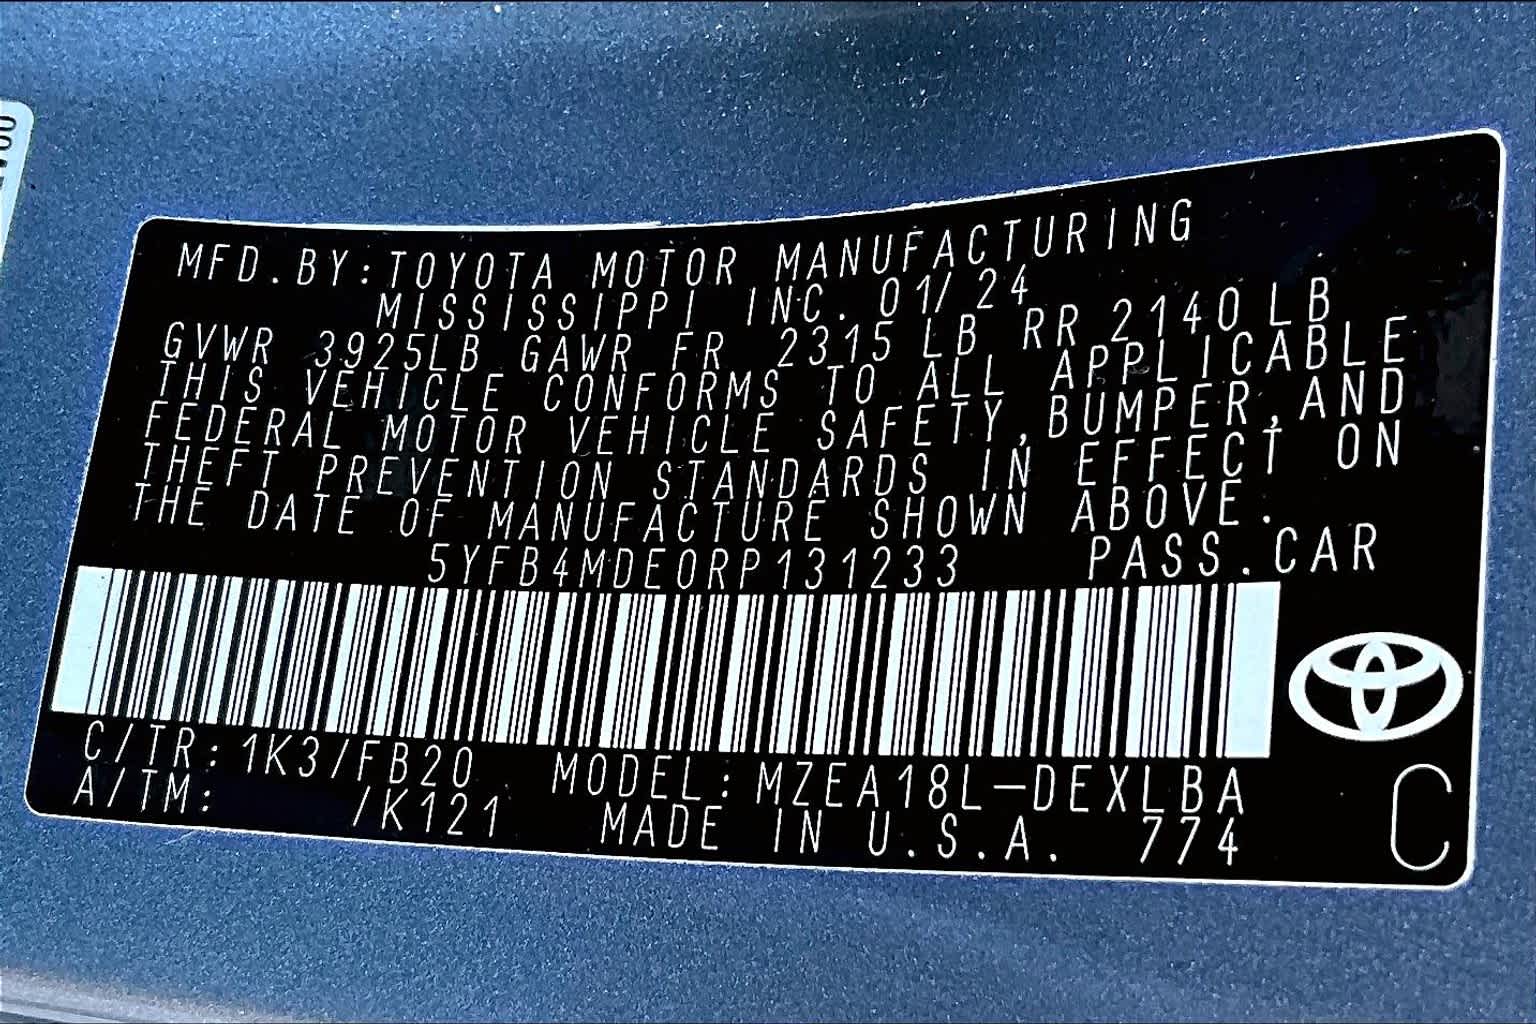 MFD.BY:TOYOTA MOTOR MANUFACTURING
MISSISSIPPI INC. 01/24
GVWR 3925LB GAWR FR 2315 LB RR 2140 LB
THIS VEHICLE CONFORMS TO ALL APPLICABLE
FEDERAL MOTOR VEHICLE SAFETY,BUMPER,AND
THEFT PREVENTION STANDARDS IN EFFECT ON
THE DATE OF MANUFACTURE SHOWN ABOVE.
5YFB4MDE0RP131233 PASS.CAR
C/TR:1K3/FB20 MODEL:MZEA18L-DEXLBA
A/TM: /K121 MADE IN U.S.A. 774
C